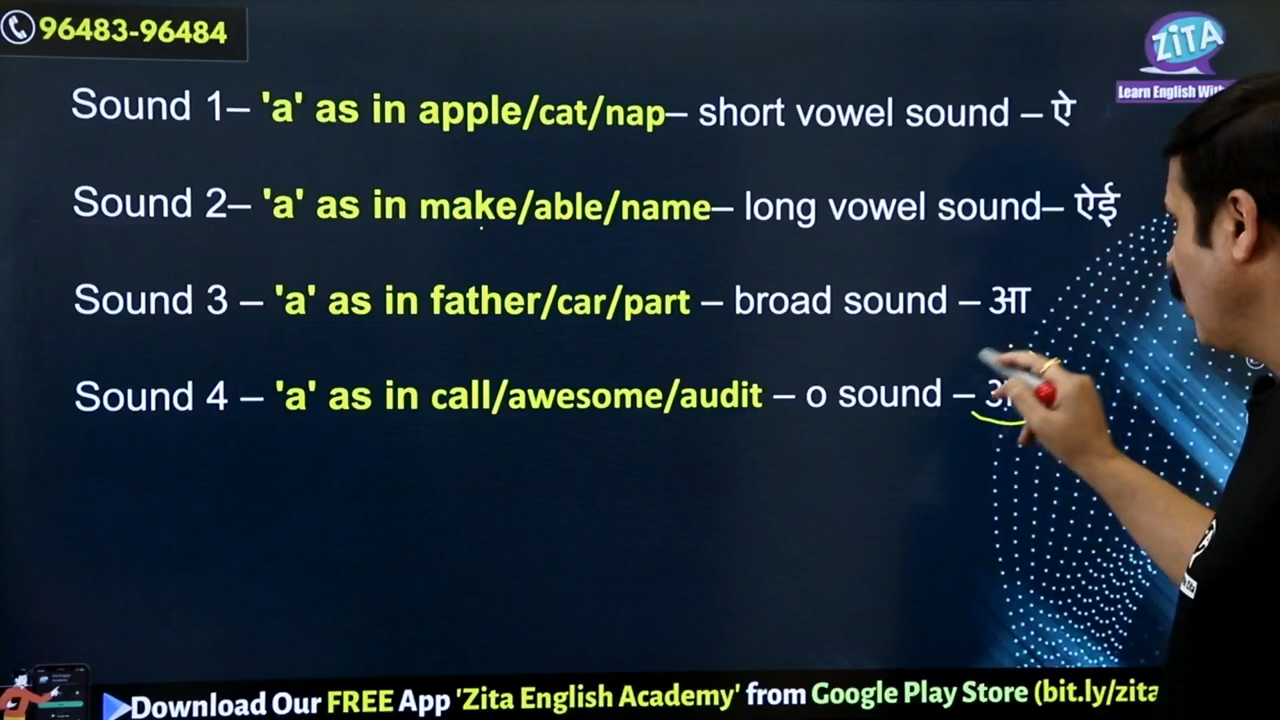 96483-96484
ZiTA
Learn English With
Sound 1– 'a' as in apple/cat/nap– short vowel sound – ऐ
Sound 2– 'a' as in make/able/name– long vowel sound– ऐई
Sound 3 – 'a' as in father/car/part – broad sound – आ
Sound 4 – 'a' as in call/awesome/audit – o sound –
Download Our FREE App 'Zita English Academy' from Google Play Store (bit.ly/zita